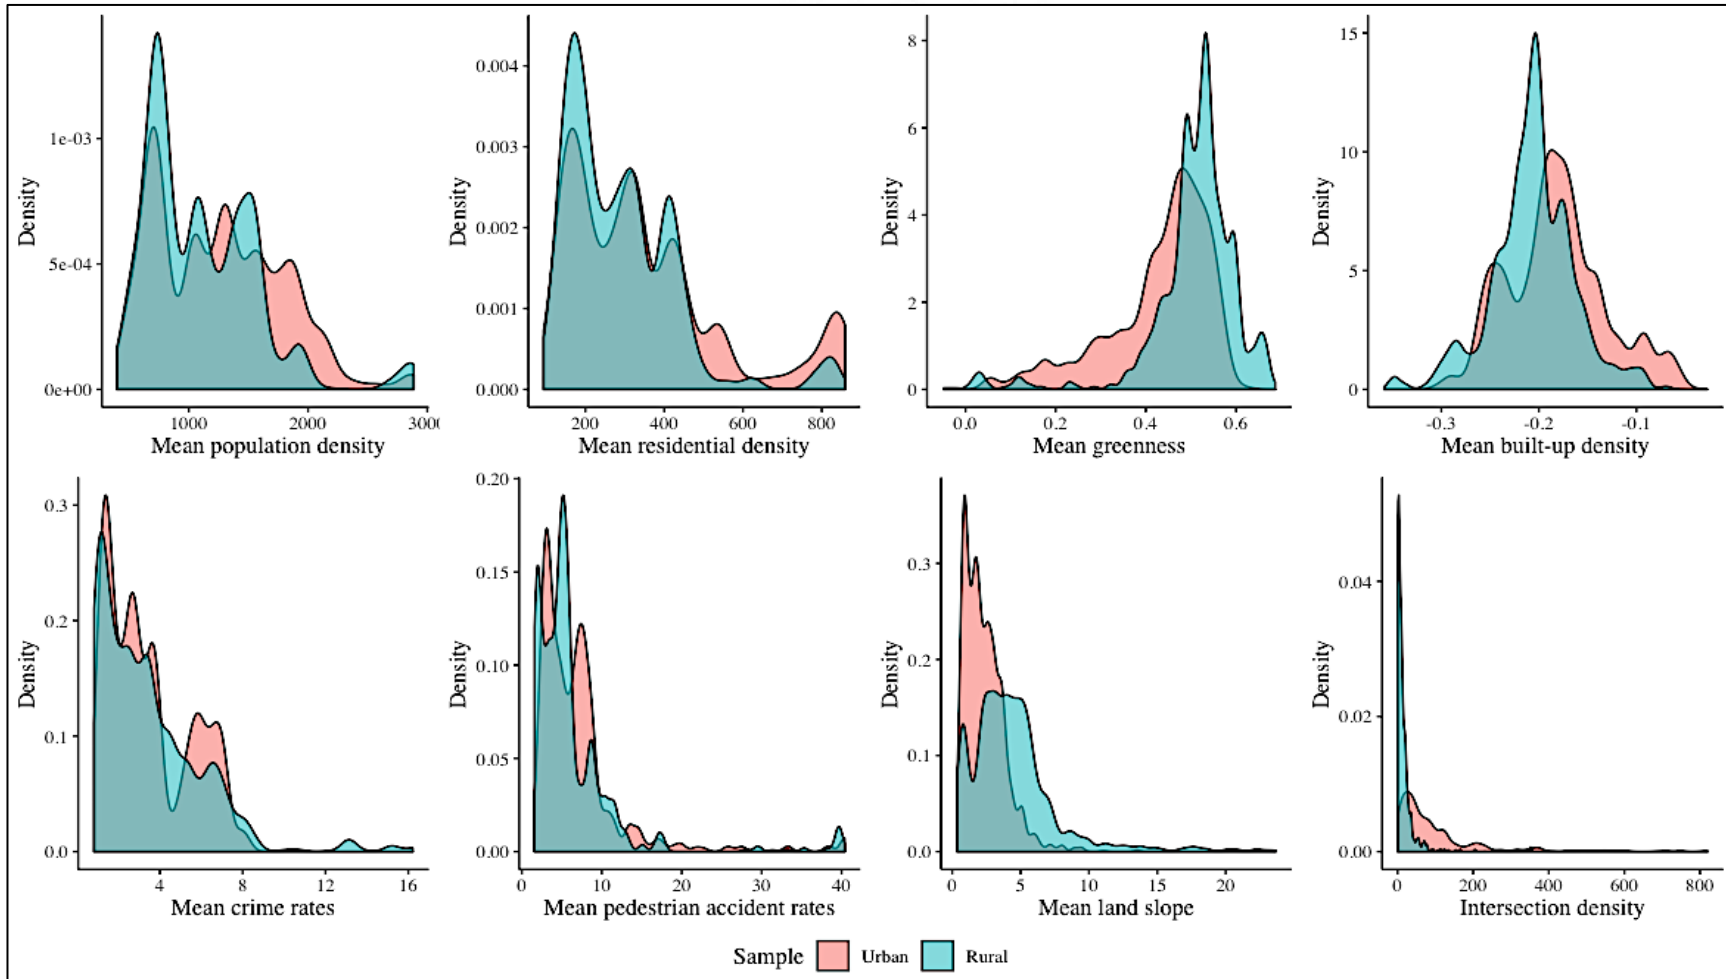 Density
1e-03
5e-04
0e+00
1000 2000 3000
Mean population density
Density
0.004
0.003
0.002
0.001
0.000
200 400 600 800
Mean residential density
Density
8
6
4
2
0
0.0 0.2 0.4 0.6
Mean greenness
Density
15
10
5
0
-0.3 -0.2 -0.1
Mean built-up density
Density
0.3
0.2
0.1
0.0
4 8 12 16
Mean crime rates
Density
0.20
0.15
0.10
0.05
0.00
0 10 20 30 40
Mean pedestrian accident rates
Density
0.3
0.2
0.1
0.0
0 5 10 15 20
Mean land slope
Density
0.04
0.02
0.00
0 200 400 600 800
Intersection density
Sample Urban Rural